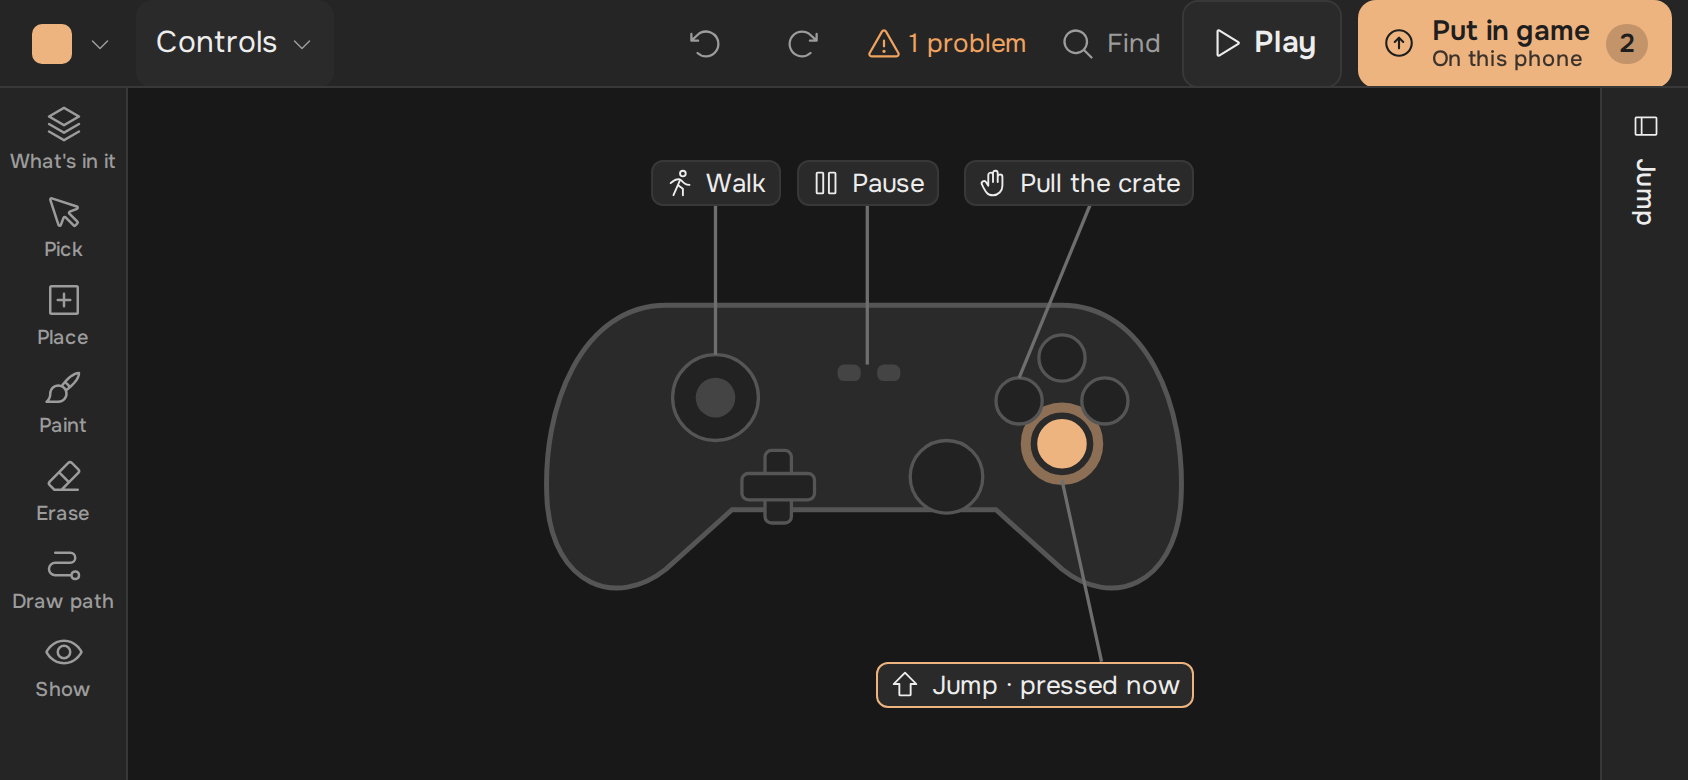 Controls
1 problem
Find
Play
Put in game
On this phone
2
What's in it
Pick
Place
Paint
Erase
Draw path
Show
Walk
Pause
Pull the crate
Jump · pressed now
Jump